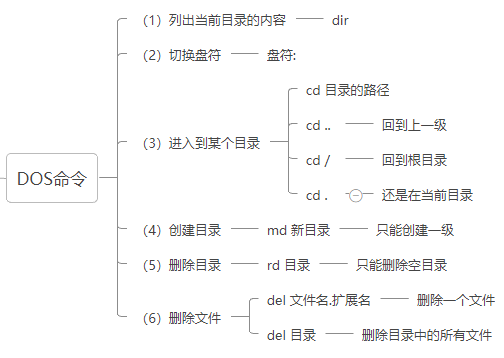 DOS命令
(1) 列出当前目录的内容
dir
(2) 切换盘符
盘符:
(3) 进入到某个目录
cd 目录的路径
cd ..
回到上一级
cd /
回到根目录
cd .
还是在当前目录
(4) 创建目录
md 新目录
只能创建一级
(5) 删除目录
rd 目录
只能删除空目录
(6) 删除文件
del 文件名.扩展名
删除一个文件
del 目录
删除目录中的所有文件